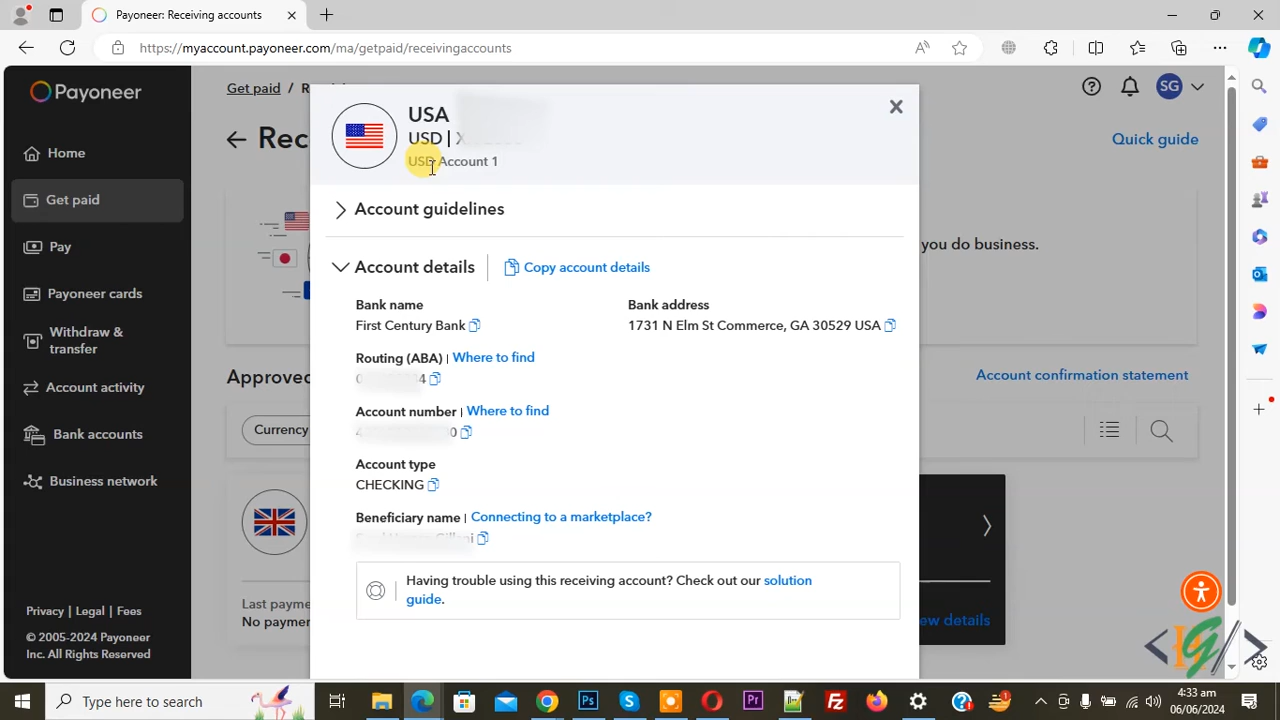 Payoneer: Receiving accounts
https://myaccount.payoneer.com/ma/getpaid/receivingaccounts
Payoneer
Home
Get paid
Pay
Payoneer cards
Withdraw &
transfer
Account activity
Bank accounts
Business network
Privacy | Legal | Fees
© 2005-2024 Payoneer
Inc. All Rights Reserved
Get paid / R
Rec
SG
Quick guide
you do business.
Approved
Account confirmation statement
Currency
Last payme
No paymen
ew details
USA
USD | X
USD Account 1
Account guidelines
Account details
Copy account details
Bank name
First Century Bank
Bank address
1731 N Elm St Commerce, GA 30529 USA
Routing (ABA) | Where to find
Account number | Where to find
Account type
CHECKING
Beneficiary name | Connecting to a marketplace?
Having trouble using this receiving account? Check out our solution
guide.
Type here to search
4:33 am
06/06/2024